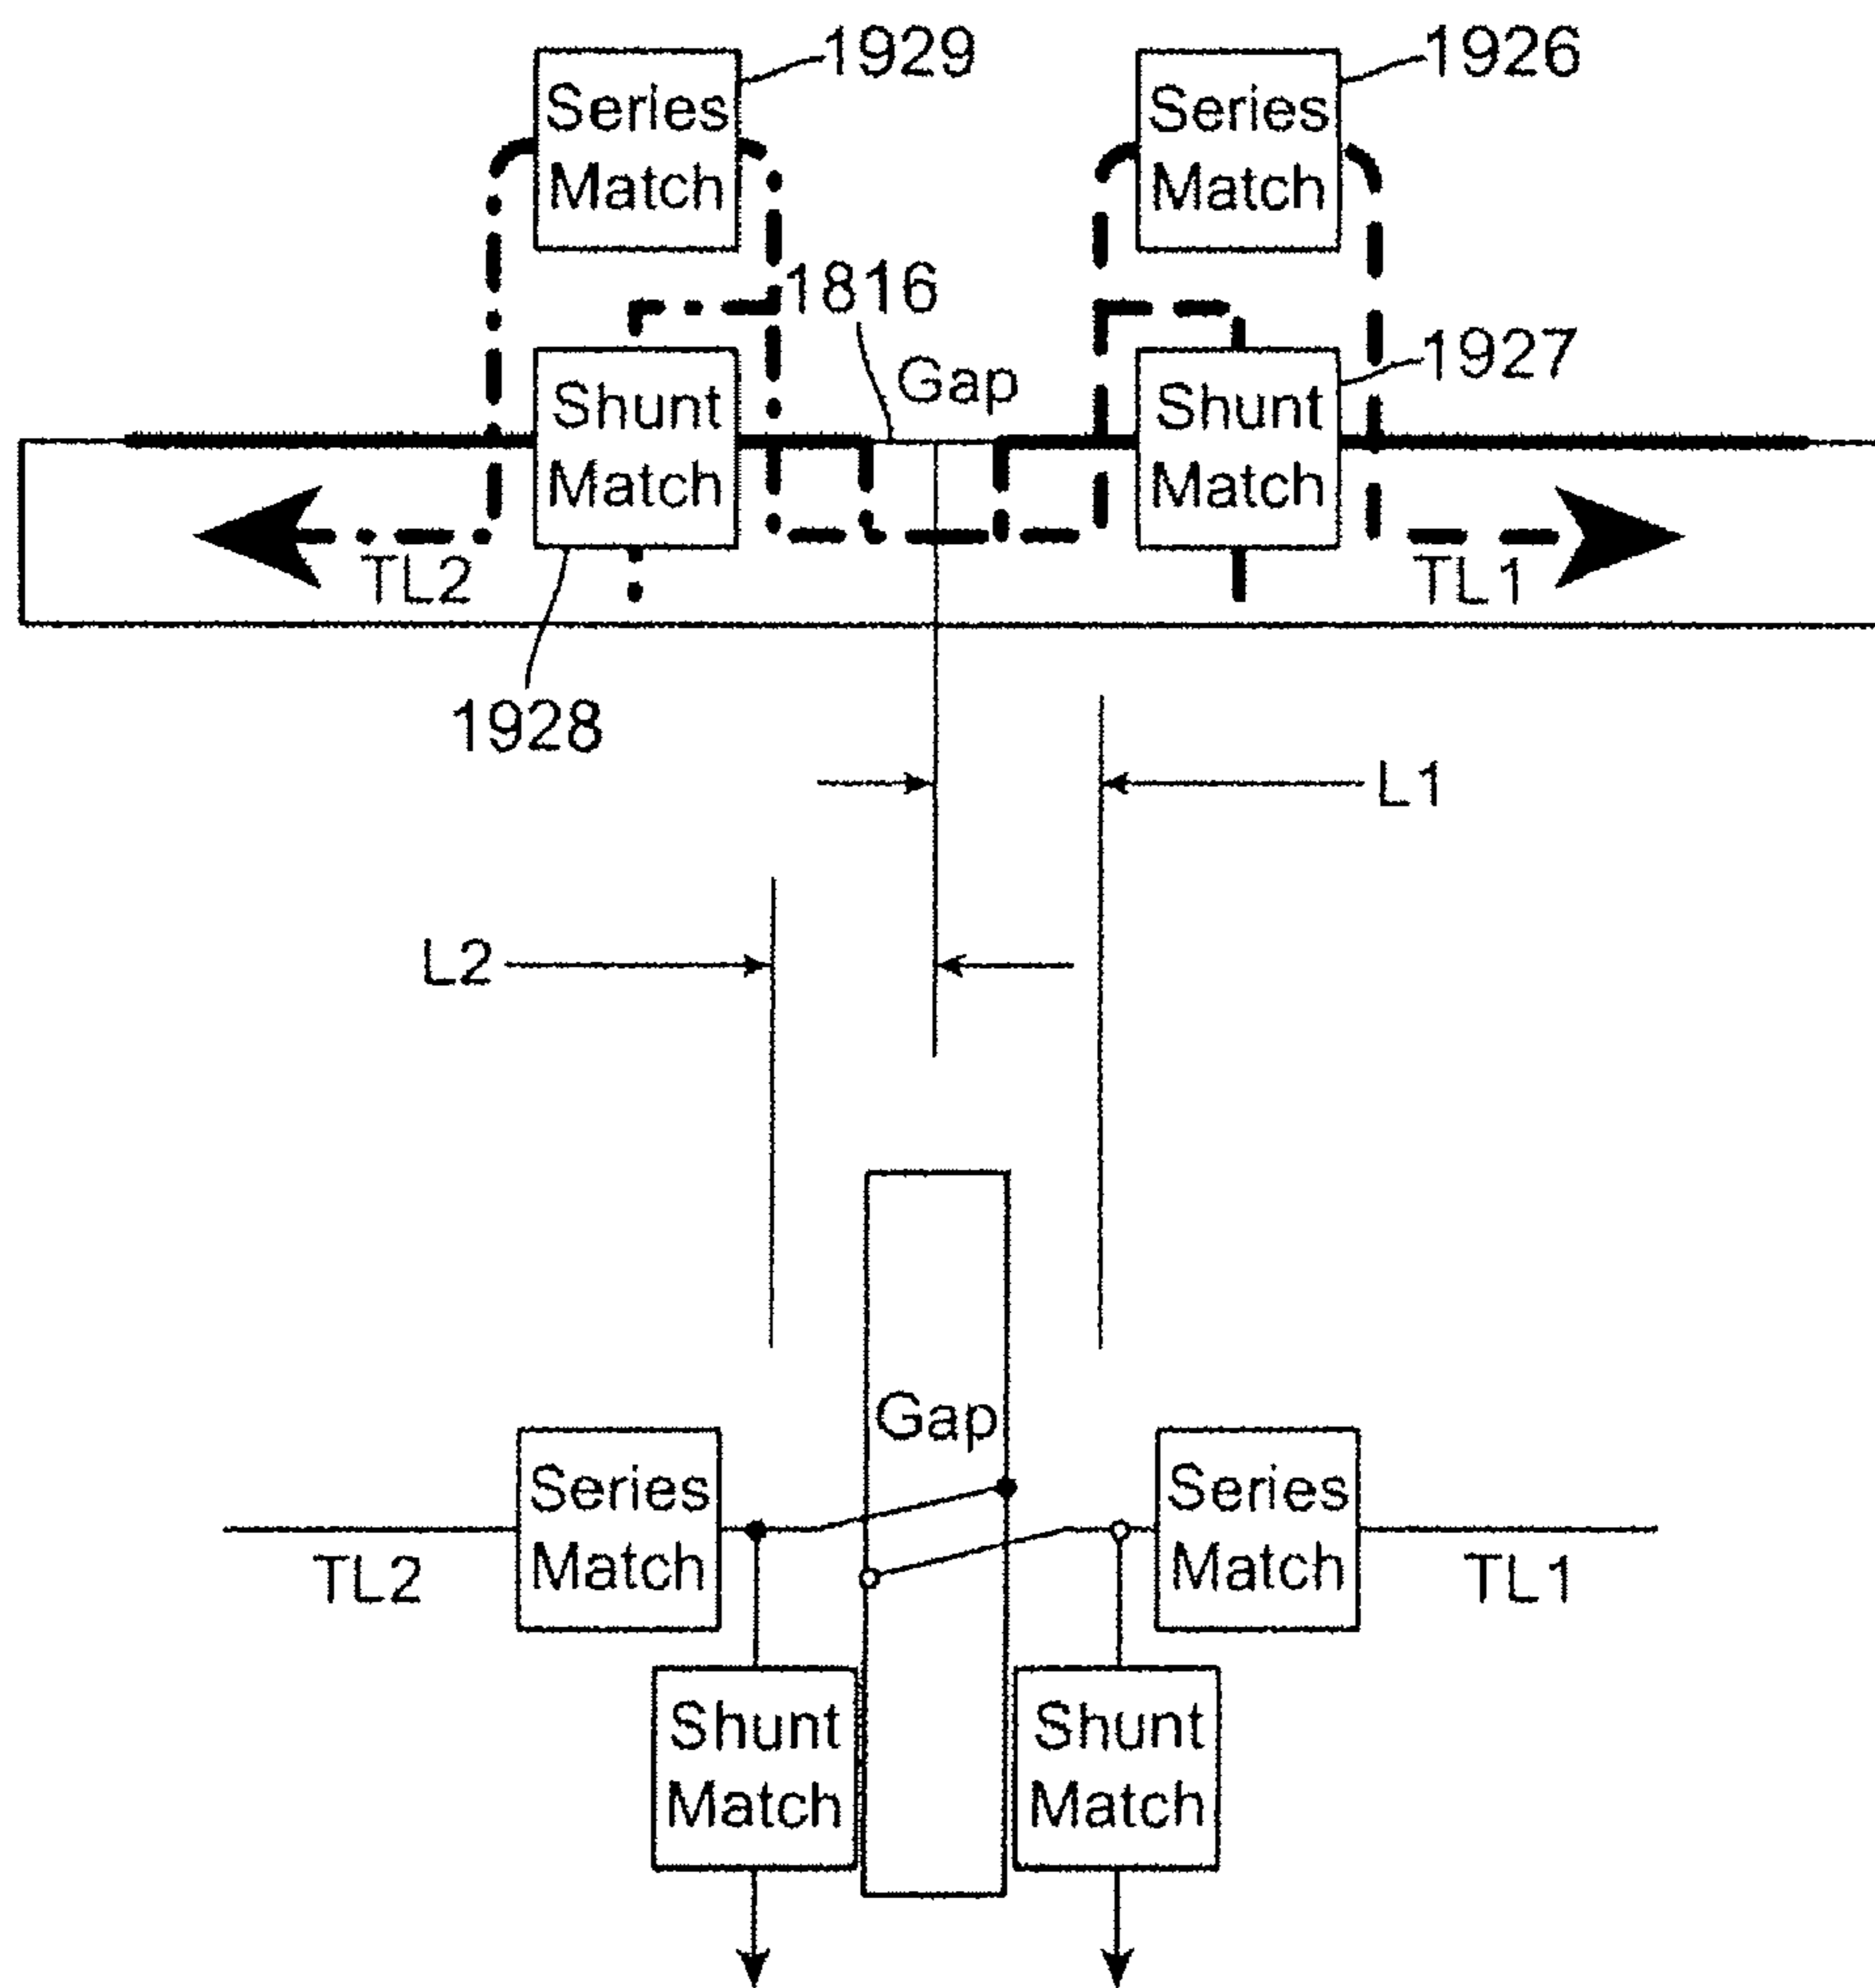 1929
1926
Series
Match
Series
Match
1816
1927
Gap
Shunt
Match
Shunt
Match
TL2
TL1
1928
L1
L2
Gap
Series
Match
Series
Match
TL2
TL1
Shunt
Match
Shunt
Match